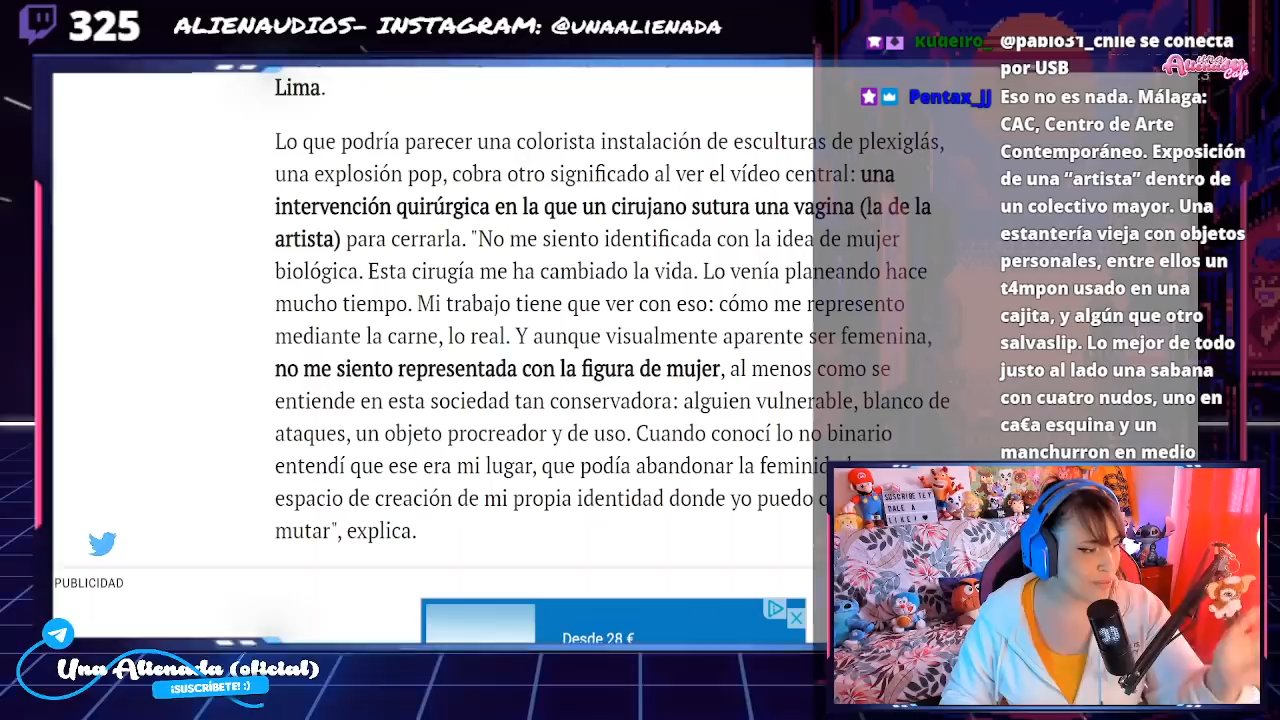 325
ALIENAUDIOS- INSTAGRAM: @UNAALIENADA
Lima.
Lo que podría parecer una colorista instalación de esculturas de plexiglás,
una explosión pop, cobra otro significado al ver el vídeo central: una
intervención quirúrgica en la que un cirujano sutura una vagina (la de la
artista) para cerrarla. "No me siento identificada con la idea de mujer
biológica. Esta cirugía me ha cambiado la vida. Lo venía planeando hace
mucho tiempo. Mi trabajo tiene que ver con eso: cómo me represento
mediante la carne, lo real. Y aunque visualmente aparente ser femenina,
no me siento representada con la figura de mujer, al menos como se
entiende en esta sociedad tan conservadora: alguien vulnerable, blanco de
ataques, un objeto procreador y de uso. Cuando conocí lo no binario
entendí que ese era mi lugar, que podía abandonar la
espacio de creación de mi propia identidad donde yo puedo
mutar", explica.
PUBLICIDAD
Desde 28 €
Una Alienada (oficial)
¡SUSCRÍBETE! :)
kudeiro_ @pablo31_chile se conecta
por USB
Pentax_jj
Eso no es nada. Málaga:
CAC, Centro de Arte
Contemporáneo. Exposición
de una “artista” dentro de
un colectivo mayor. Una
estantería vieja con objetos
personales, entre ellos un
t4mpon usado en una
cajita, y algún que otro
salvaslip. Lo mejor de todo
justo al lado una sabana
con cuatro nudos, uno en
ca€a esquina y un
manchurron en medio
SUSCRIBETE Y
DALE A
LIKE!